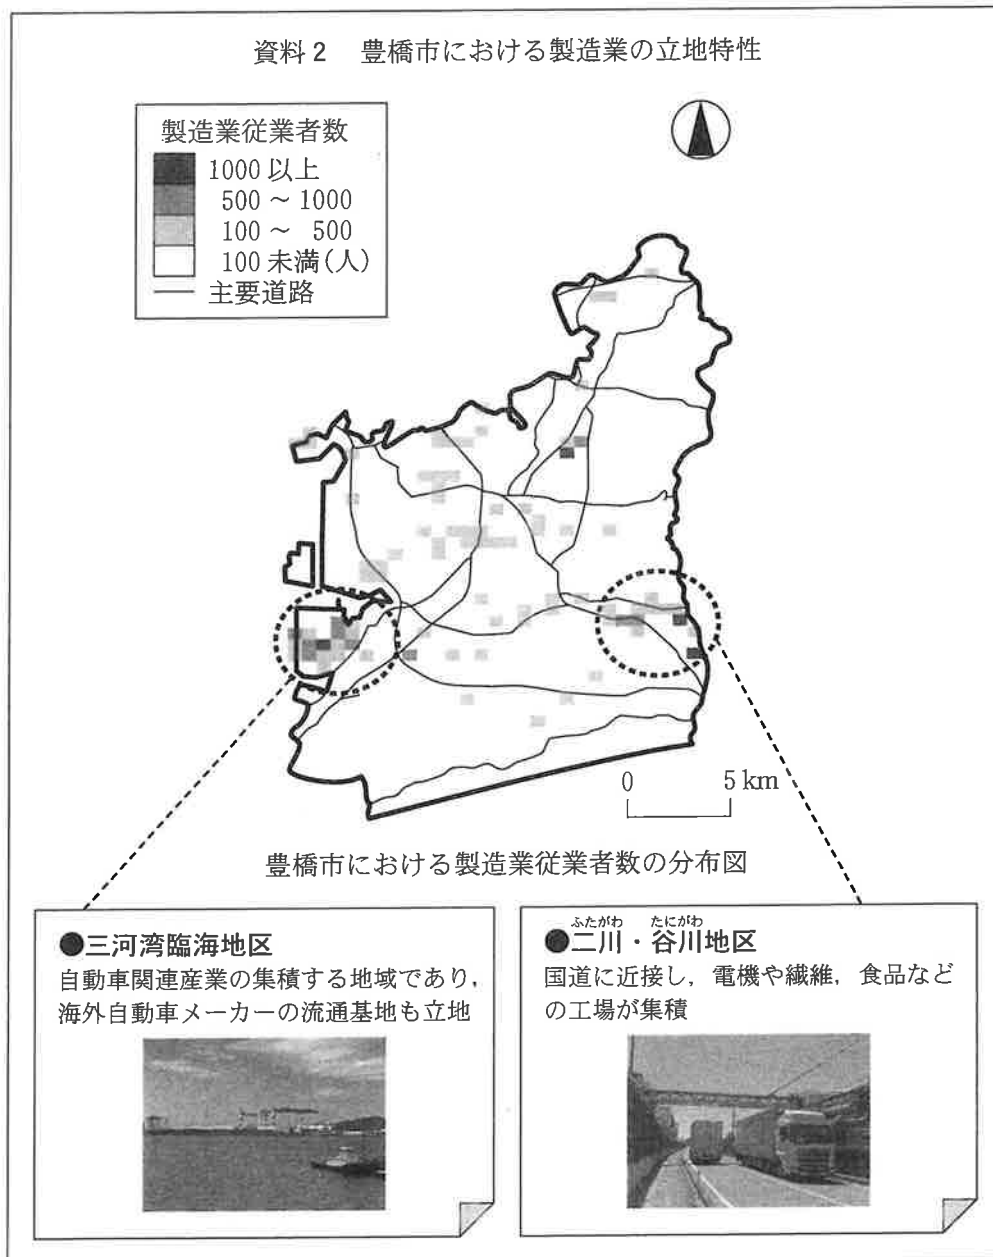 資料2 豊橋市における製造業の立地特性
製造業従業者数
1000以上
500～1000
100～ 500
100未満(人)
主要道路
0 5km
豊橋市における製造業従業者数の分布図
●三河湾臨海地区
自動車関連産業の集積する地域であり，
海外自動車メーカーの流通基地も立地
ふたがわ たにがわ
●二川・谷川地区
国道に近接し，電機や繊維，食品など
の工場が集積